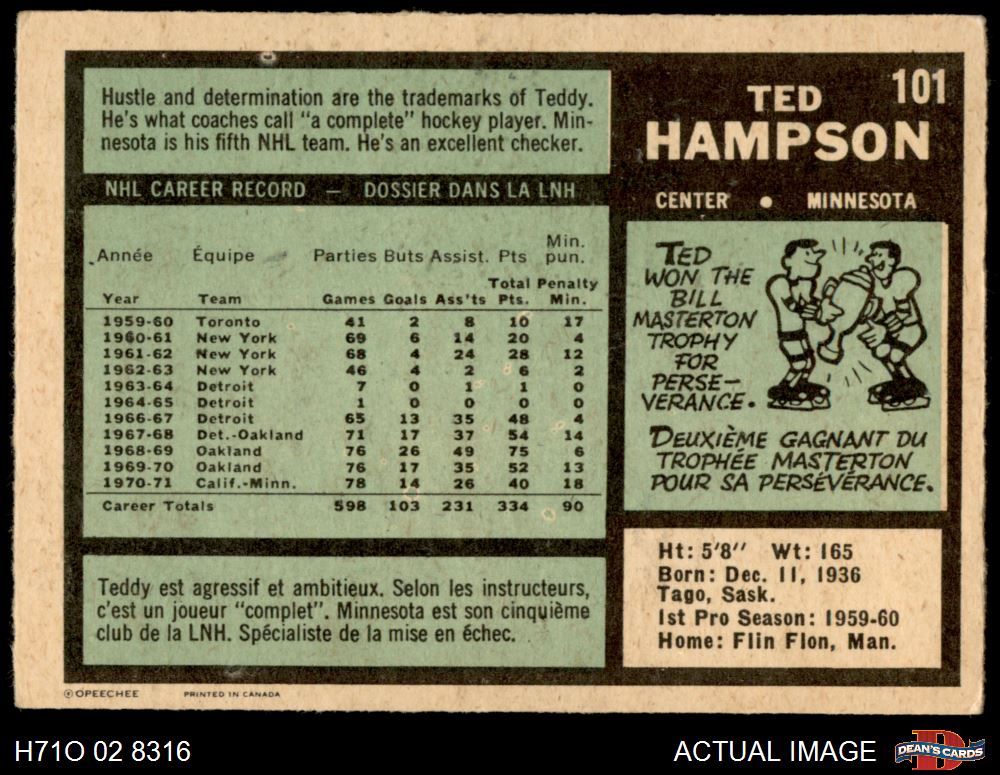 101
TED
HAMPSON
CENTER • MINNESOTA
Hustle and determination are the trademarks of Teddy.
He's what coaches call "a complete" hockey player. Min-
nesota is his fifth NHL team. He's an excellent checker.
NHL CAREER RECORD — DOSSIER DANS LA LNH
Année Équipe Parties Buts Assist. Pts Min. pun.
Year Team Games Goals Ass'ts Total Pts. Penalty Min.
1959-60 Toronto 41 2 8 10 17
1960-61 New York 69 6 14 20 4
1961-62 New York 68 4 24 28 12
1962-63 New York 46 4 2 6 2
1963-64 Detroit 7 0 1 1 0
1964-65 Detroit 1 0 0 0 0
1966-67 Detroit 65 13 35 48 4
1967-68 Det.-Oakland 71 17 37 54 14
1968-69 Oakland 76 26 49 75 6
1969-70 Oakland 76 17 35 52 13
1970-71 Calif.-Minn. 78 14 26 40 18
Career Totals 598 103 231 334 90
Teddy est agressif et ambitieux. Selon les instructeurs,
c'est un joueur "complet". Minnesota est son cinquième
club de la LNH. Spécialiste de la mise en échec.
TED
WON THE
BILL
MASTERTON
TROPHY
FOR
PERSE-
VERANCE.
DEUXIÈME GAGNANT DU
TROPHÉE MASTERTON
POUR SA PERSÉVÉRANCE.
Ht: 5'8" Wt: 165
Born: Dec. 11, 1936
Tago, Sask.
1st Pro Season: 1959-60
Home: Flin Flon, Man.
© OPEECHEE PRINTED IN CANADA
H71O 02 8316
ACTUAL IMAGE
DEAN'S CARDS